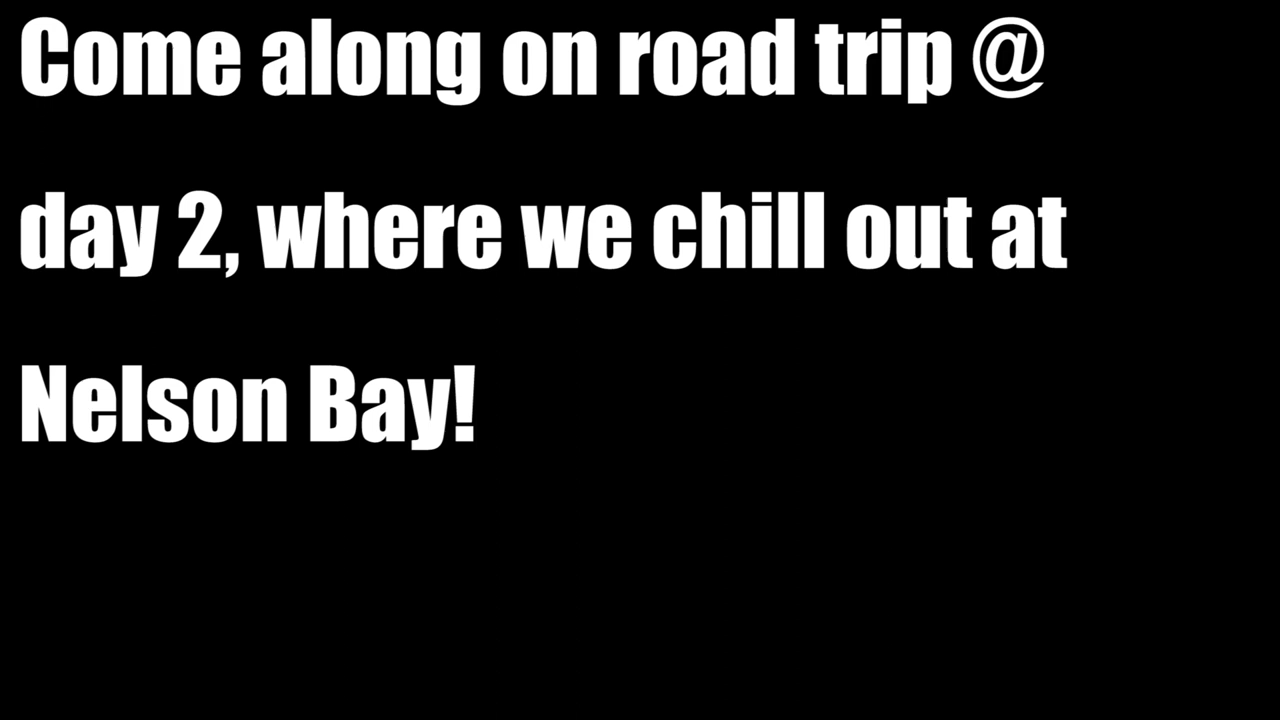 Come along on road trip @
day 2, where we chill out at
Nelson Bay!